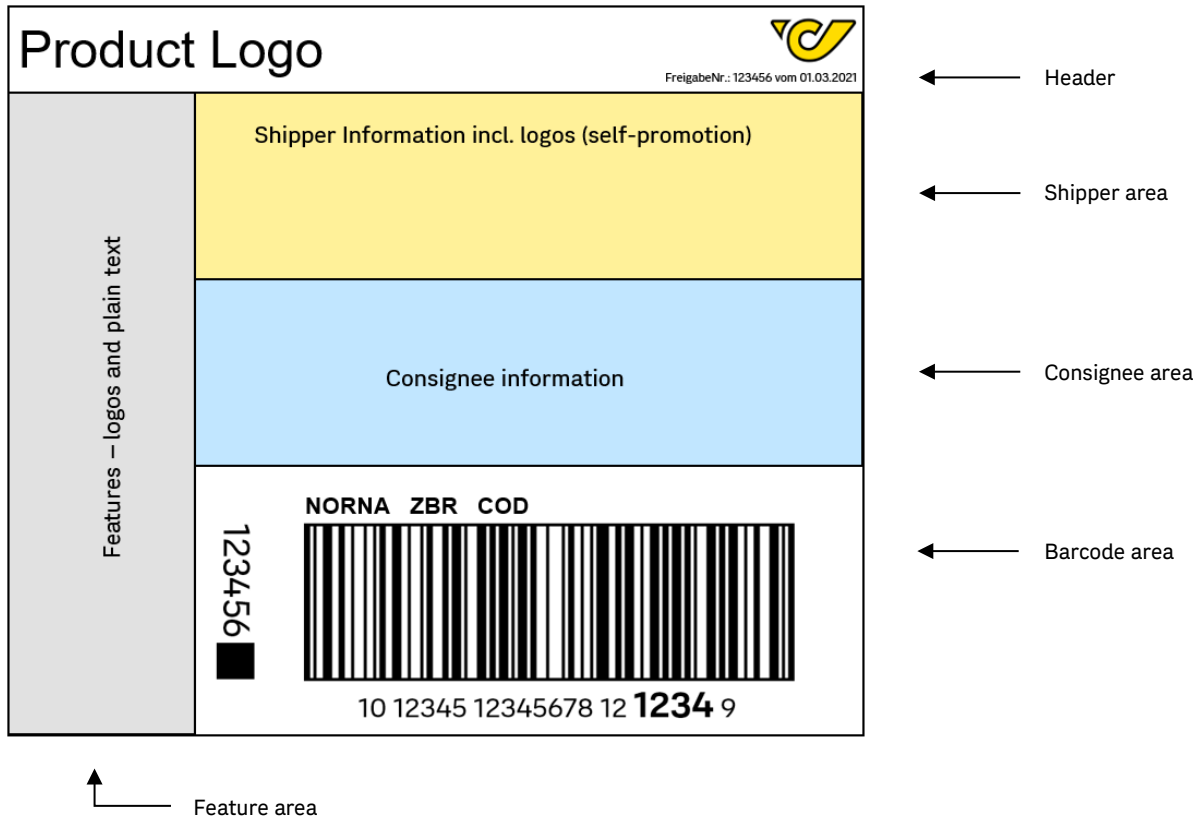 Product Logo
FreigabeNr.: 123456 vom 01.03.2021
Header
Shipper Information incl. logos (self-promotion)
Shipper area
Features – logos and plain text
Consignee information
Consignee area
NORNA ZBR COD
123456
Barcode area
10 12345 12345678 12 1234 9
Feature area